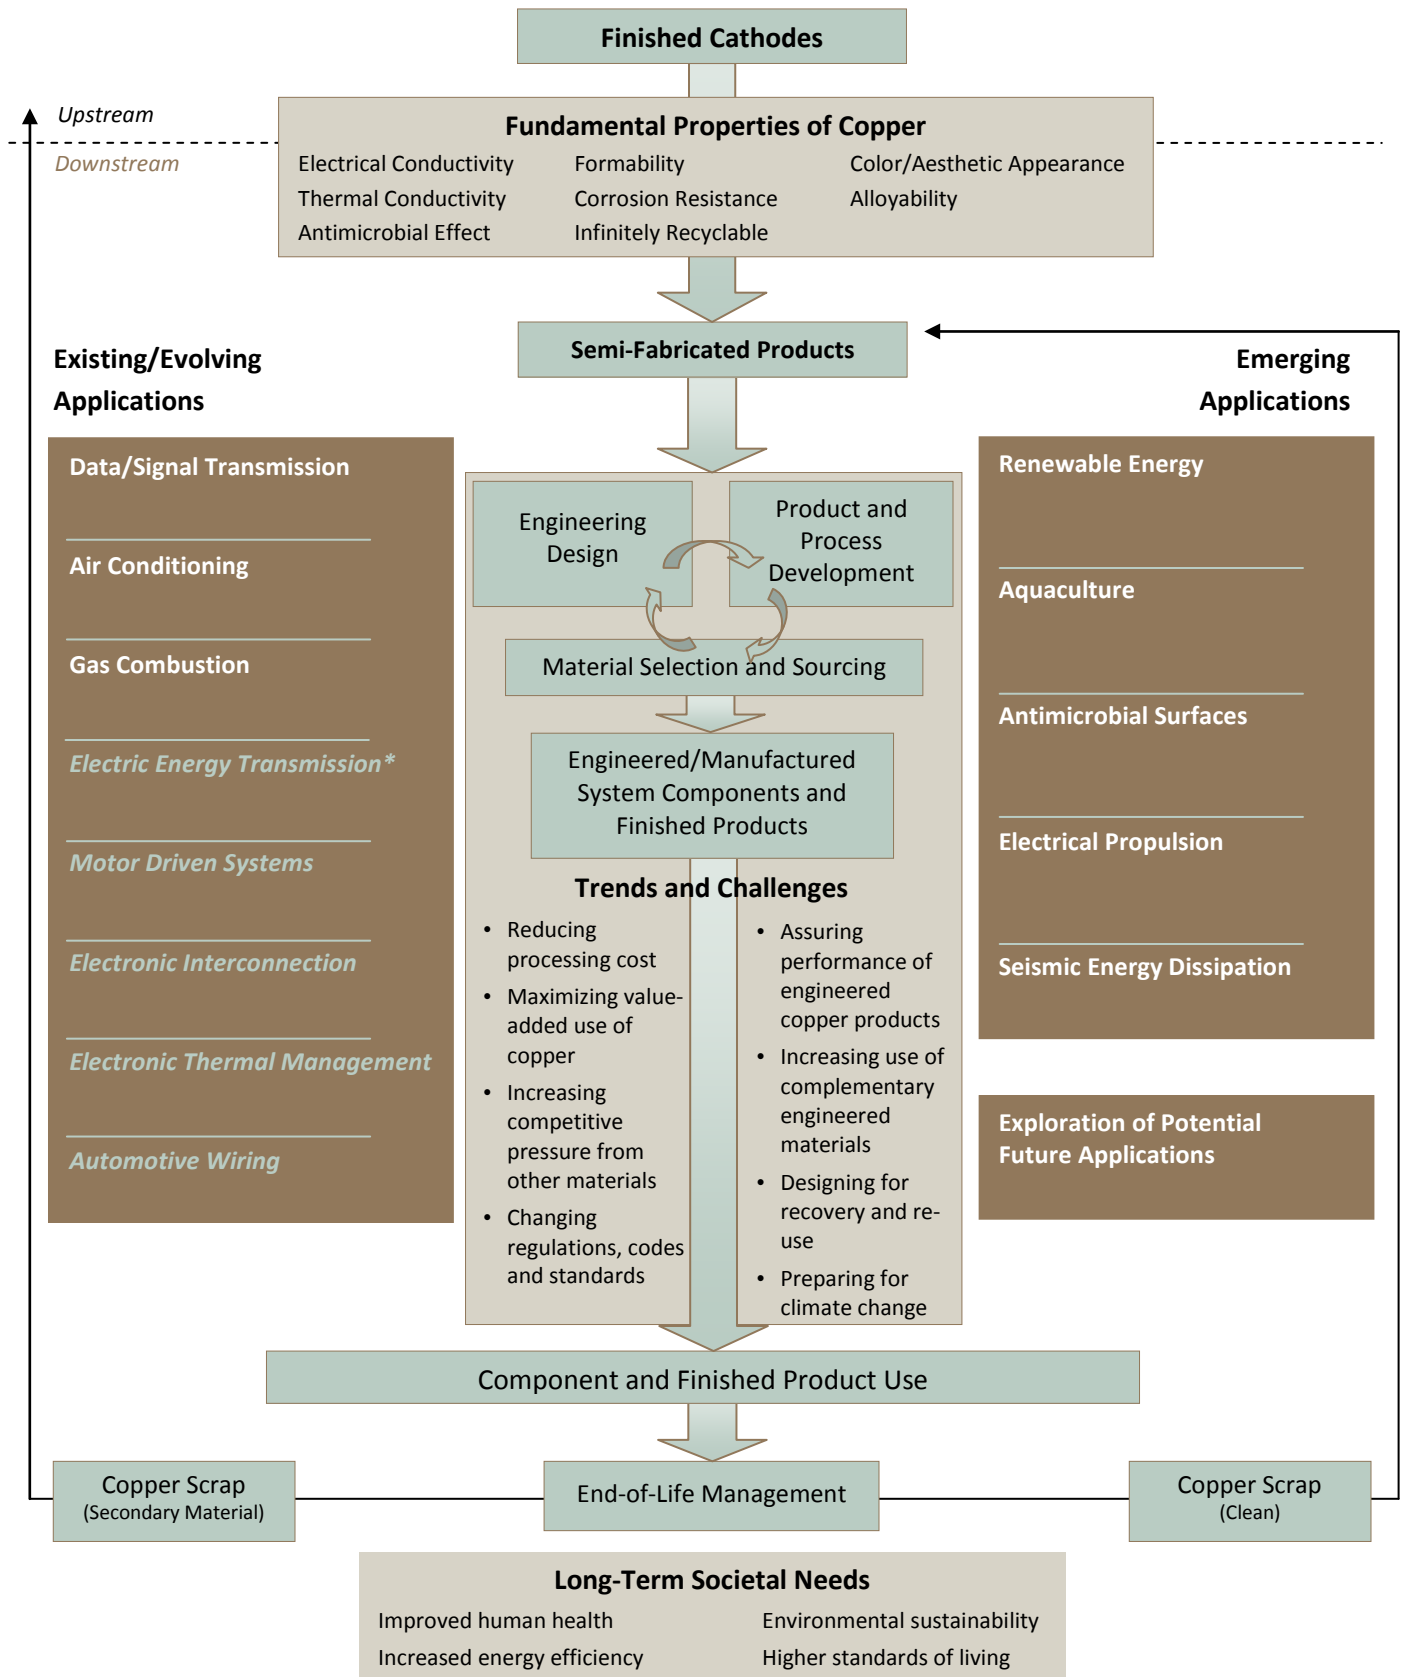 Finished Cathodes
Upstream
Downstream
Fundamental Properties of Copper
Electrical Conductivity
Formability
Color/Aesthetic Appearance
Thermal Conductivity
Corrosion Resistance
Alloyability
Antimicrobial Effect
Infinitely Recyclable
Semi-Fabricated Products
Existing/Evolving
Applications
Data/Signal Transmission
Air Conditioning
Gas Combustion
Electric Energy Transmission*
Motor Driven Systems
Electronic Interconnection
Electronic Thermal Management
Automotive Wiring
Engineering
Design
Product and
Process
Development
Material Selection and Sourcing
Engineered/Manufactured
System Components and
Finished Products
Trends and Challenges
• Reducing
processing cost
• Maximizing value-
added use of
copper
• Increasing
competitive
pressure from
other materials
• Changing
regulations, codes
and standards
• Assuring
performance of
engineered
copper products
• Increasing use of
complementary
engineered
materials
• Designing for
recovery and re-
use
• Preparing for
climate change
Emerging
Applications
Renewable Energy
Aquaculture
Antimicrobial Surfaces
Electrical Propulsion
Seismic Energy Dissipation
Exploration of Potential
Future Applications
Component and Finished Product Use
Copper Scrap
(Secondary Material)
End-of-Life Management
Copper Scrap
(Clean)
Long-Term Societal Needs
Improved human health
Environmental sustainability
Increased energy efficiency
Higher standards of living